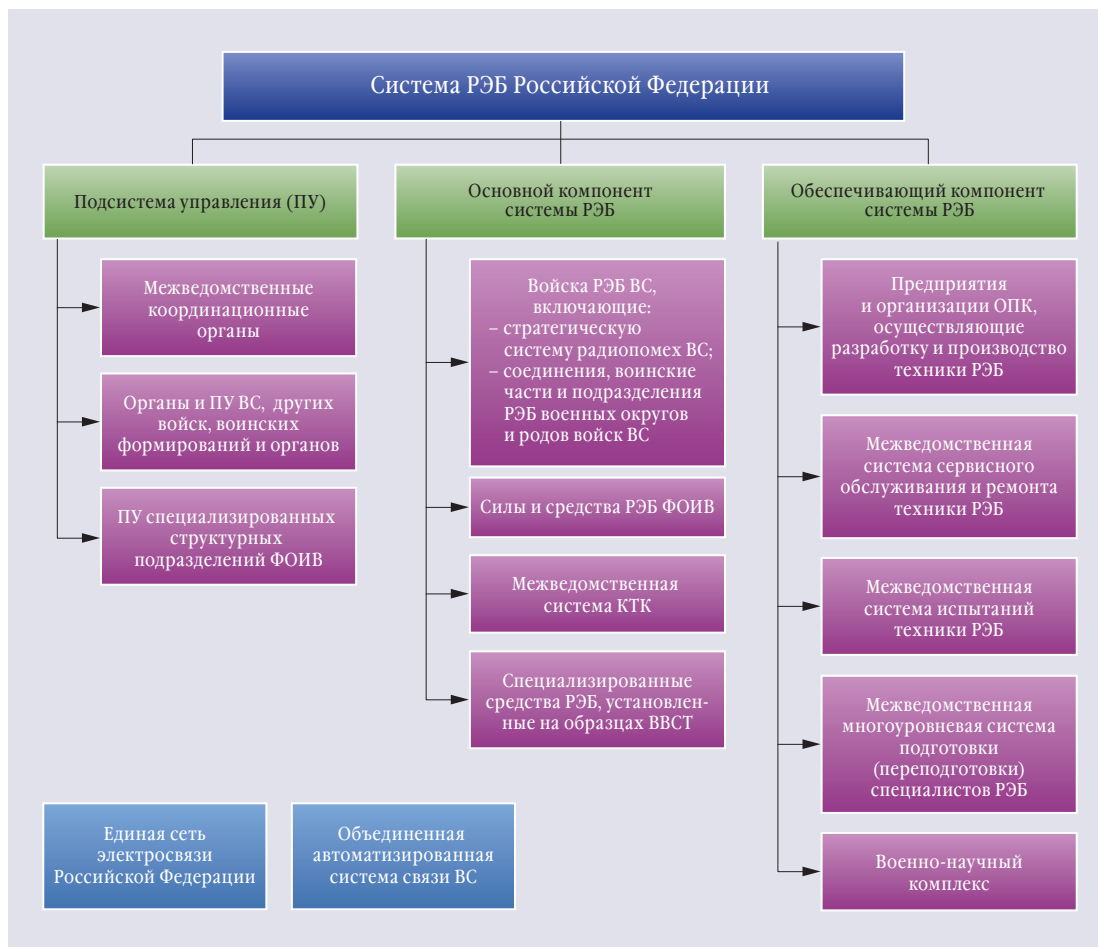 Система РЭБ Российской Федерации
Подсистема управления (ПУ)
Межведомственные
координационные
органы
Органы и ПУ ВС, других
войск, воинских
формирований и органов
ПУ специализированных
структурных
подразделений ФОИВ
Основной компонент
системы РЭБ
Войска РЭБ ВС,
включающие:
– стратегическую
систему радиопомех ВС;
– соединения, воинские
части и подразделения
РЭБ военных округов
и родов войск ВС
Силы и средства РЭБ ФОИВ
Межведомственная
система КТК
Специализированные
средства РЭБ, установлен-
ные на образцах ВВСТ
Обеспечивающий компонент
системы РЭБ
Предприятия
и организации ОПК,
осуществляющие
разработку и производство
техники РЭБ
Межведомственная
система сервисного
обслуживания и ремонта
техники РЭБ
Межведомственная
система испытаний
техники РЭБ
Межведомственная
многоуровневая система
подготовки
(переподготовки)
специалистов РЭБ
Военно-научный
комплекс
Единая сеть
электросвязи
Российской Федерации
Объединенная
автоматизированная
система связи ВС